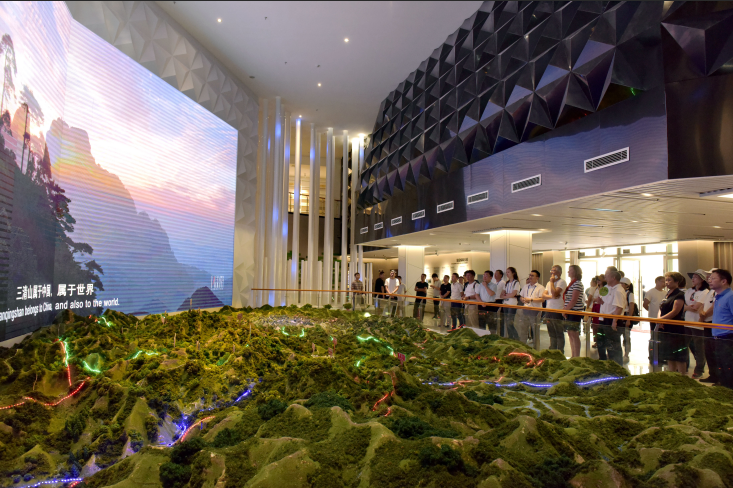 三清山属于中国，属于世界
anqingshan belongs to China, and also to the world.